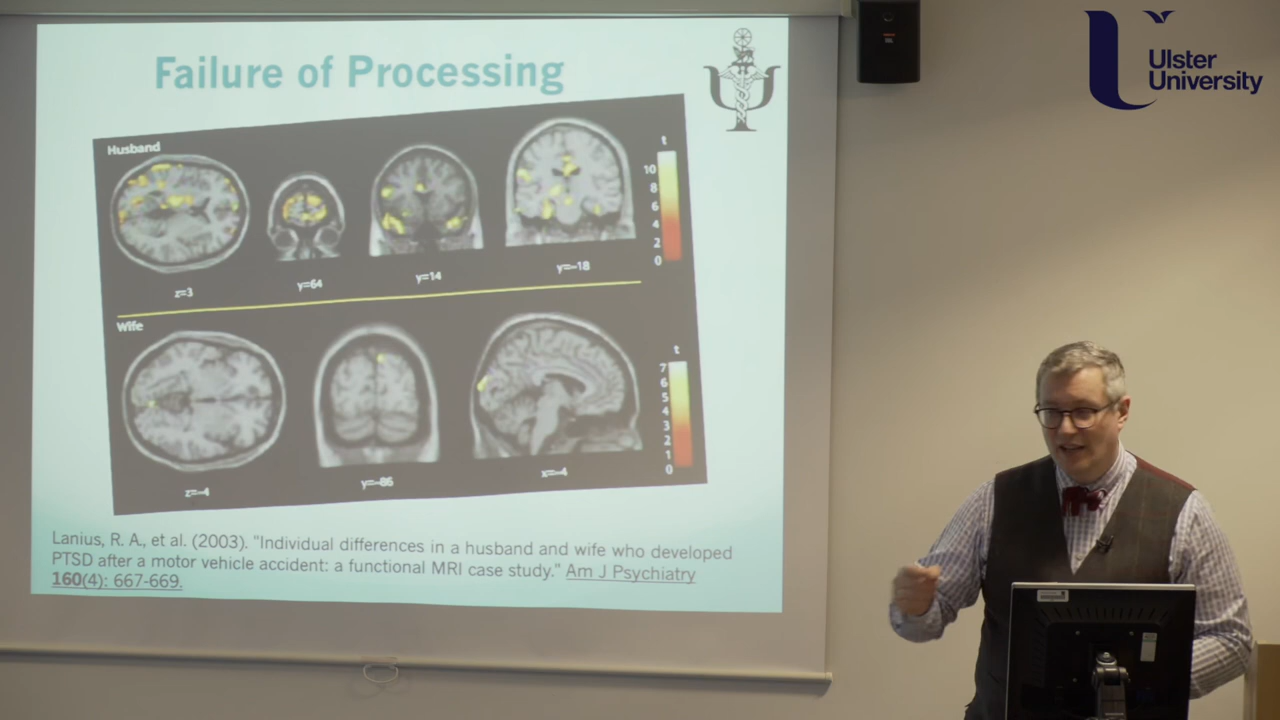 Failure of Processing
Husband
t
10
8
6
4
2
0
z=3
y=64
y=14
y=-18
Wife
t
7
6
5
4
3
2
1
0
z=-4
y=-86
x=-4
Lanius, R. A., et al. (2003). "Individual differences in a husband and wife who developed
PTSD after a motor vehicle accident: a functional MRI case study." Am J Psychiatry
160(4): 667-669.
Ulster
University